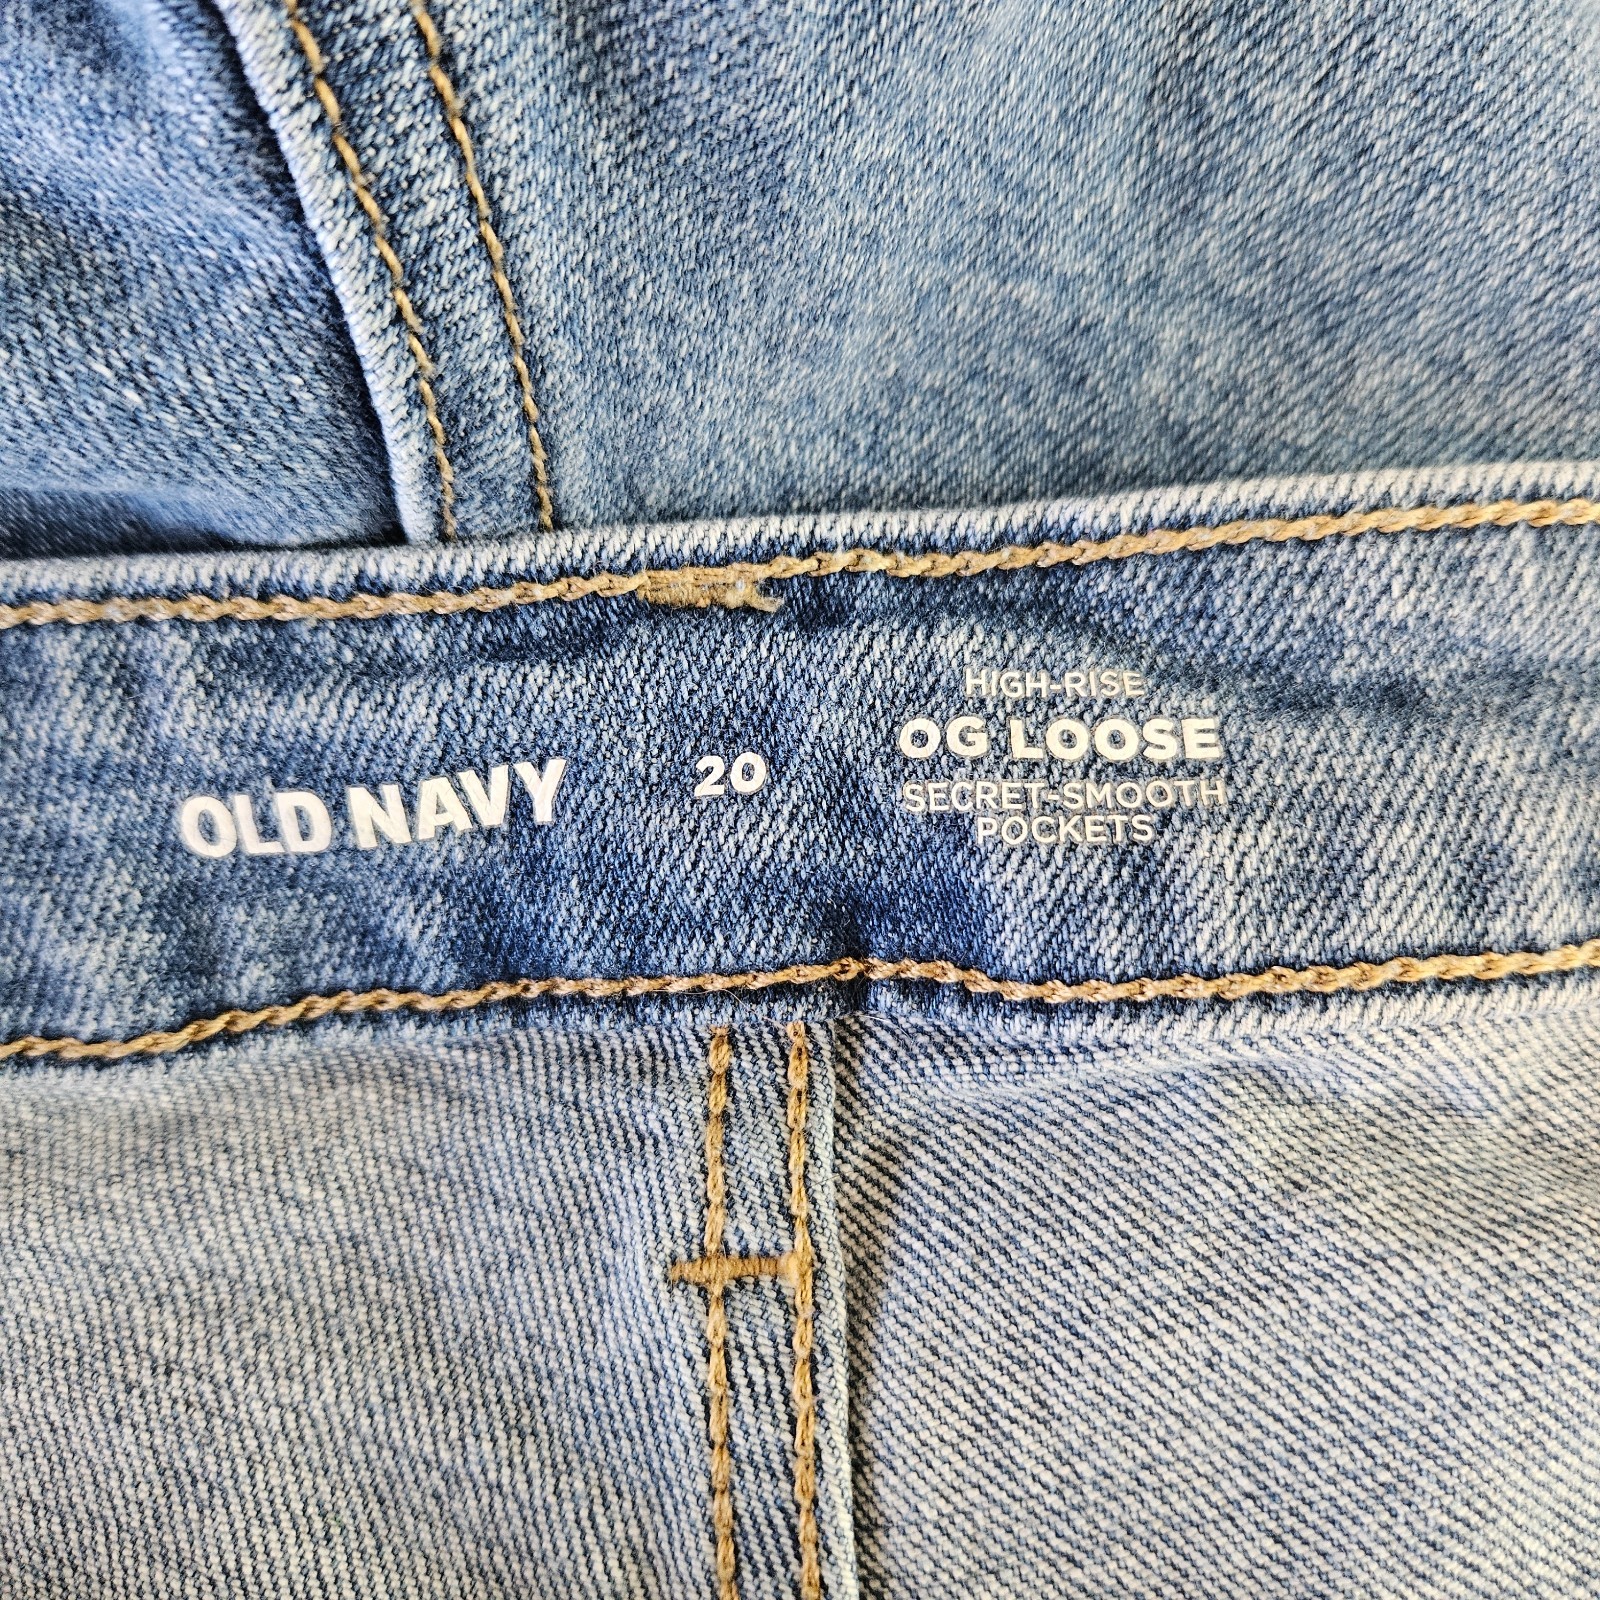 OLD NAVY
20
HIGH-RISE
OG LOOSE
SECRET-SMOOTH
POCKETS